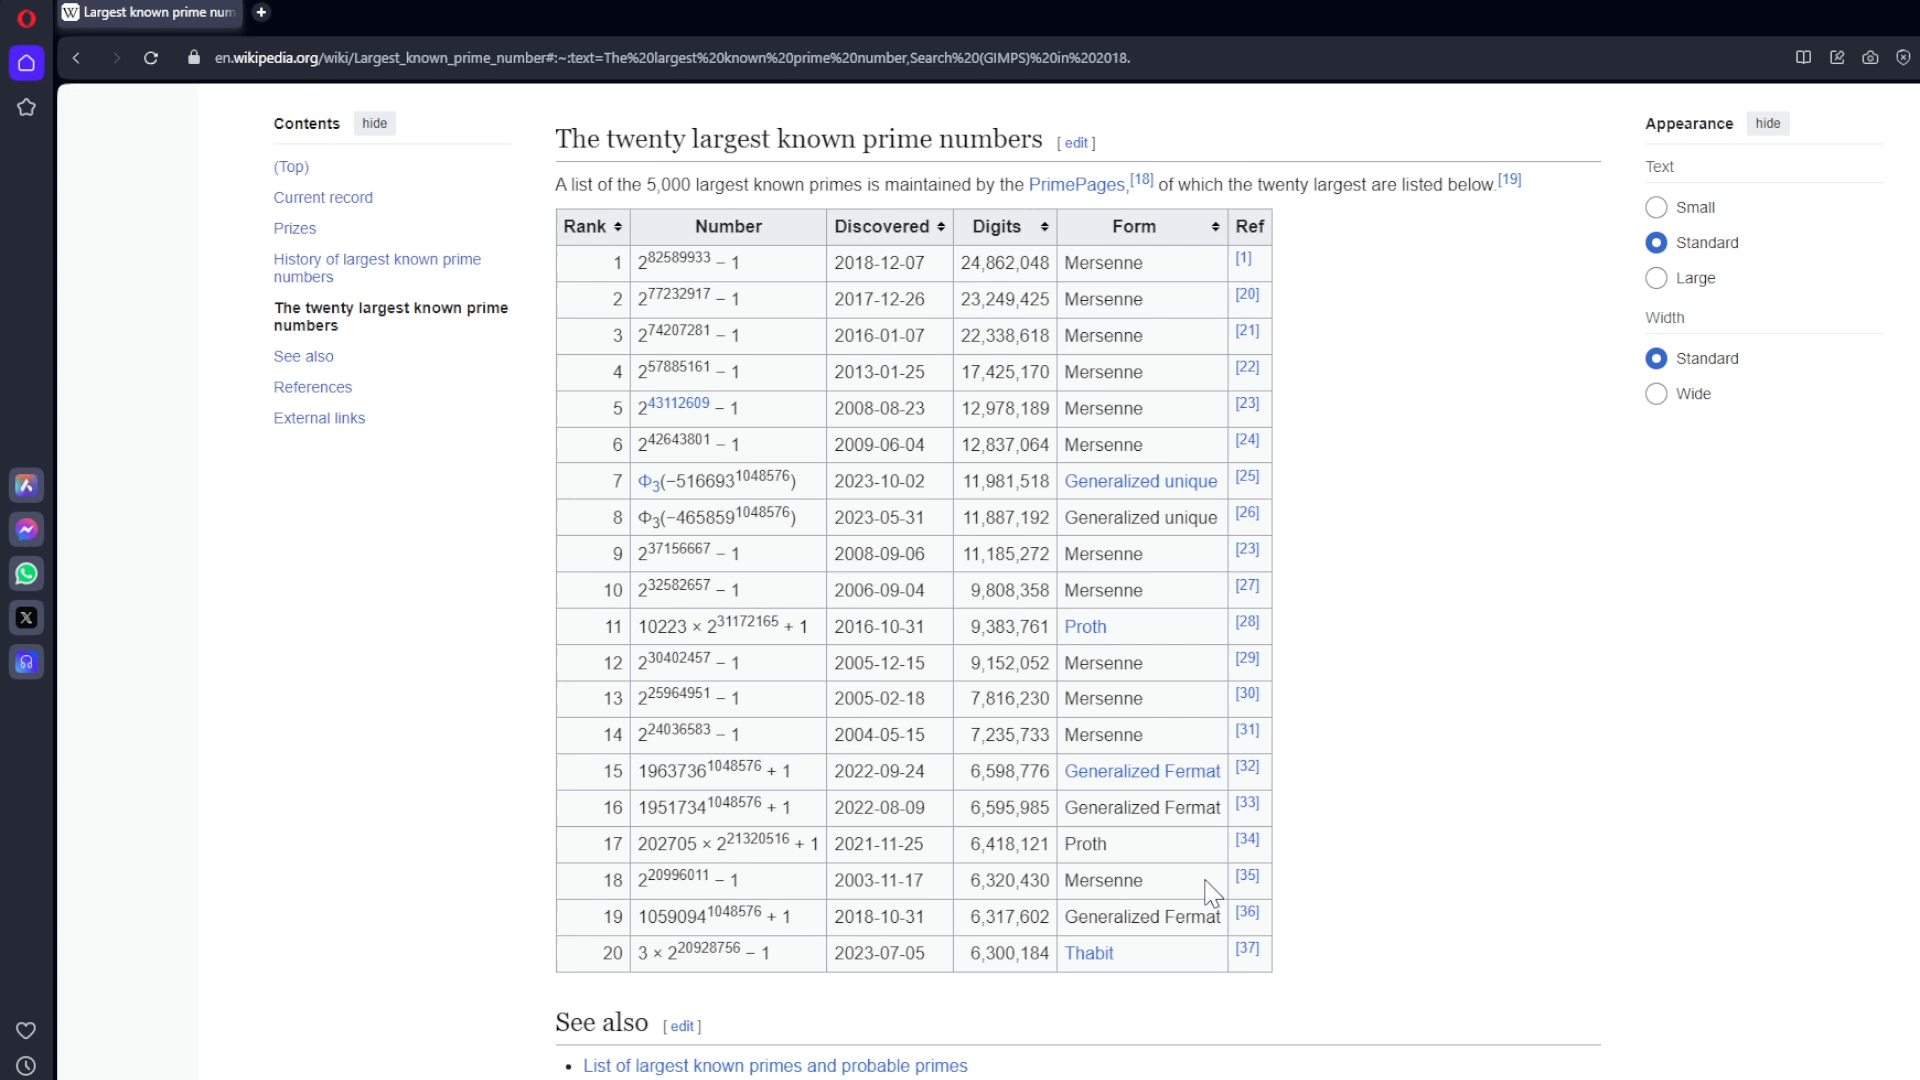 Largest known prime num
en.wikipedia.org/wiki/Largest_known_prime_number#:~:text=The%20largest%20known%20prime%20number,Search%20(GIMPS)%20in%202018.
Contents hide
(Top)
Current record
Prizes
History of largest known prime
numbers
The twenty largest known prime
numbers
See also
References
External links
The twenty largest known prime numbers [ edit ]
A list of the 5,000 largest known primes is maintained by the PrimePages,[18] of which the twenty largest are listed below.[19]
Rank Number Discovered Digits Form Ref
1 2^82589933 − 1 2018-12-07 24,862,048 Mersenne [1]
2 2^77232917 − 1 2017-12-26 23,249,425 Mersenne [20]
3 2^74207281 − 1 2016-01-07 22,338,618 Mersenne [21]
4 2^57885161 − 1 2013-01-25 17,425,170 Mersenne [22]
5 2^43112609 − 1 2008-08-23 12,978,189 Mersenne [23]
6 2^42643801 − 1 2009-06-04 12,837,064 Mersenne [24]
7 Φ3(−516693^1048576) 2023-10-02 11,981,518 Generalized unique [25]
8 Φ3(−465859^1048576) 2023-05-31 11,887,192 Generalized unique [26]
9 2^37156667 − 1 2008-09-06 11,185,272 Mersenne [23]
10 2^32582657 − 1 2006-09-04 9,808,358 Mersenne [27]
11 10223 × 2^31172165 + 1 2016-10-31 9,383,761 Proth [28]
12 2^30402457 − 1 2005-12-15 9,152,052 Mersenne [29]
13 2^25964951 − 1 2005-02-18 7,816,230 Mersenne [30]
14 2^24036583 − 1 2004-05-15 7,235,733 Mersenne [31]
15 1963736^1048576 + 1 2022-09-24 6,598,776 Generalized Fermat [32]
16 1951734^1048576 + 1 2022-08-09 6,595,985 Generalized Fermat [33]
17 202705 × 2^21320516 + 1 2021-11-25 6,418,121 Proth [34]
18 2^20996011 − 1 2003-11-17 6,320,430 Mersenne [35]
19 1059094^1048576 + 1 2018-10-31 6,317,602 Generalized Fermat [36]
20 3 × 2^20928756 − 1 2023-07-05 6,300,184 Thabit [37]
See also [ edit ]
• List of largest known primes and probable primes
Appearance hide
Text
Small
Standard
Large
Width
Standard
Wide